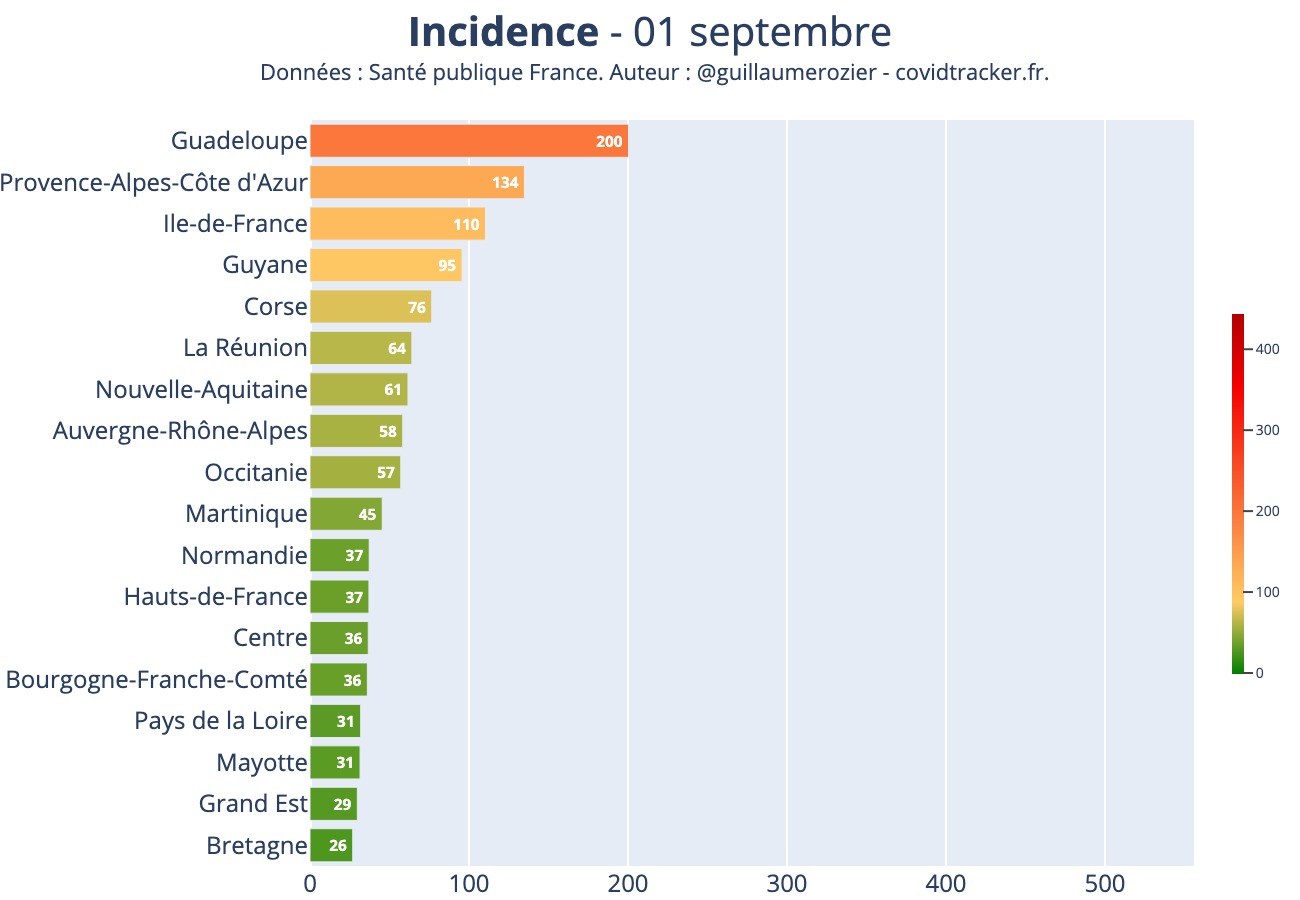 Incidence - 01 septembre
Données : Santé publique France. Auteur : @guillaumerozier - covidtracker.fr.
Guadeloupe 200
Provence-Alpes-Côte d'Azur 134
Ile-de-France 110
Guyane 95
Corse 76
La Réunion 64
Nouvelle-Aquitaine 61
Auvergne-Rhône-Alpes 58
Occitanie 57
Martinique 45
Normandie 37
Hauts-de-France 37
Centre 36
Bourgogne-Franche-Comté 36
Pays de la Loire 31
Mayotte 31
Grand Est 29
Bretagne 26
0 100 200 300 400 500
400
300
200
100
0